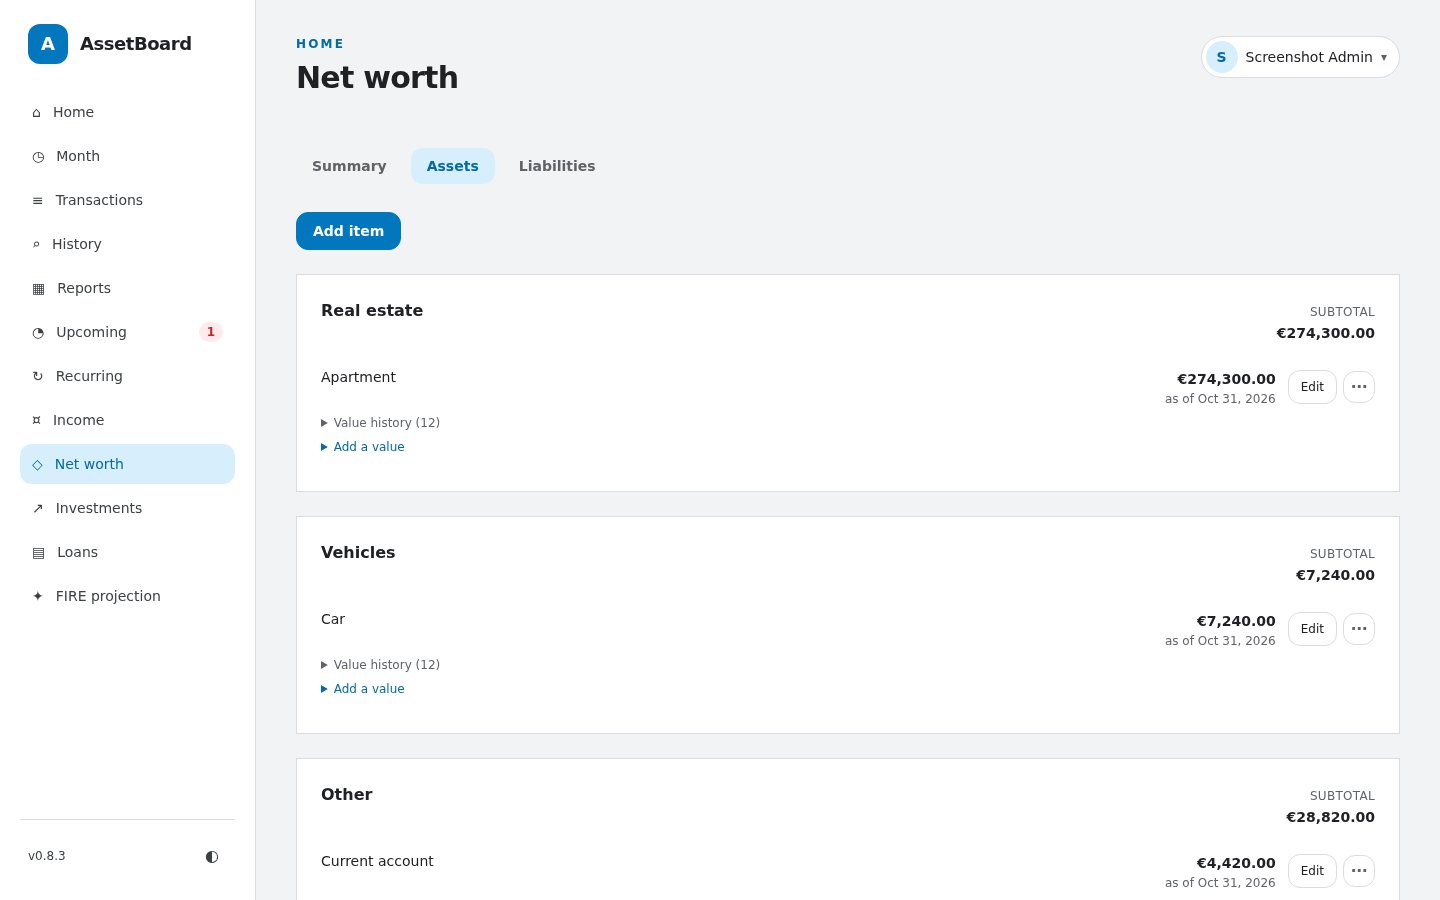 A AssetBoard
Home
Month
Transactions
History
Reports
Upcoming 1
Recurring
Income
Net worth
Investments
Loans
FIRE projection
v0.8.3
HOME
Net worth
S Screenshot Admin
Summary Assets Liabilities
Add item
Real estate
SUBTOTAL
€274,300.00
Apartment
€274,300.00
as of Oct 31, 2026
Edit ···
Value history (12)
Add a value
Vehicles
SUBTOTAL
€7,240.00
Car
€7,240.00
as of Oct 31, 2026
Edit ···
Value history (12)
Add a value
Other
SUBTOTAL
€28,820.00
Current account
€4,420.00
as of Oct 31, 2026
Edit ···